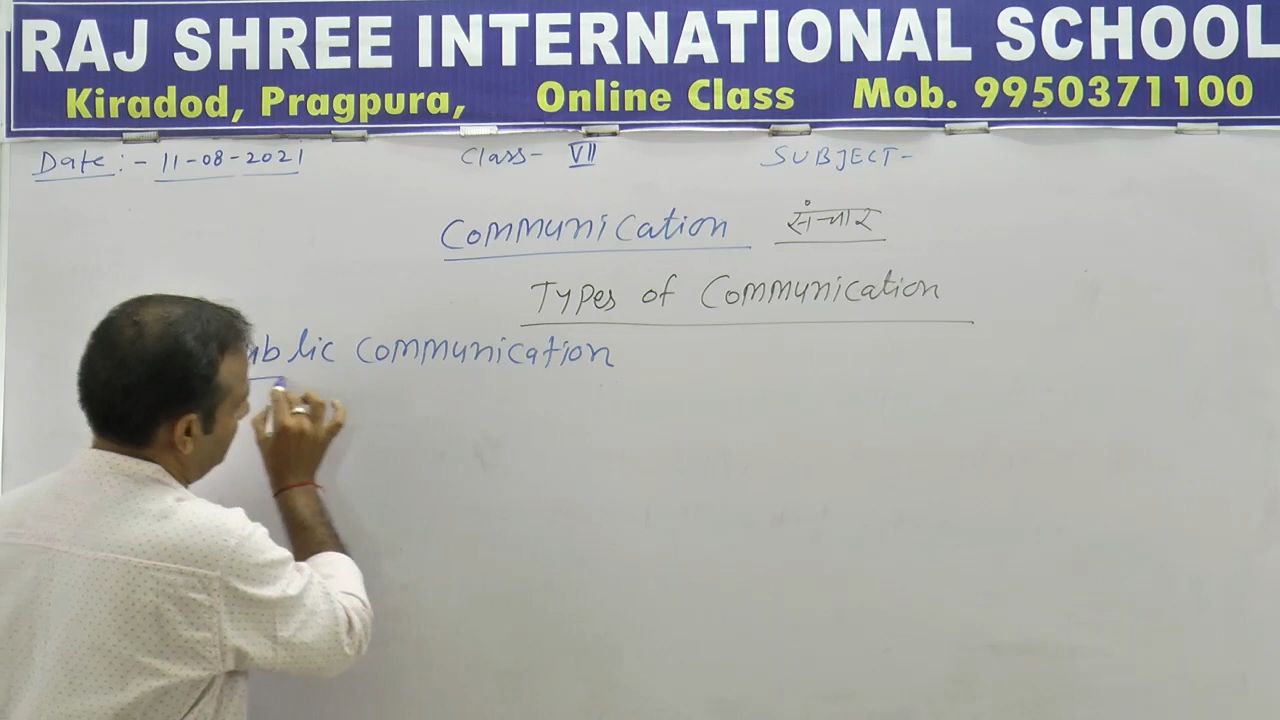 RAJ SHREE INTERNATIONAL SCHOOL
Kiradod, Pragpura, Online Class Mob. 9950371100
Date:- 11-08-2021 Class- VII SUBJECT-
Communication संचार
Types of Communication
communication